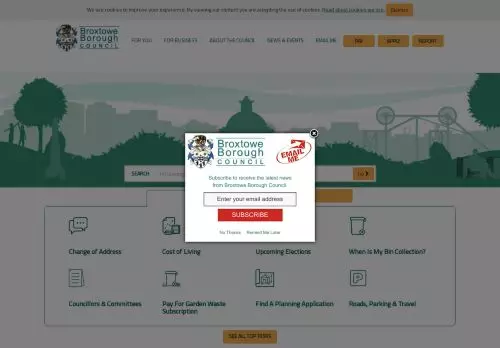 We use cookies to improve your experience. By viewing our content you are accepting the use of cookies. Read about cookies we use.
Dismiss
Broxtowe
Borough
COUNCIL
FOR YOU
FOR BUSINESS
ABOUT THE COUNCIL
NEWS & EVENTS
EMAIL ME
PAY
APPLY
REPORT
Broxtowe
Borough
COUNCIL
EMAIL
ME
Subscribe to receive the latest news
from Broxtowe Borough Council
Enter your email address
SUBSCRIBE
No Thanks
Remind Me Later
SEARCH
GO
Change of Address
Cost of Living
Upcoming Elections
When Is My Bin Collection?
Councillors & Committees
Pay For Garden Waste
Subscription
Find A Planning Application
Roads, Parking & Travel
SEE ALL TOP TASKS